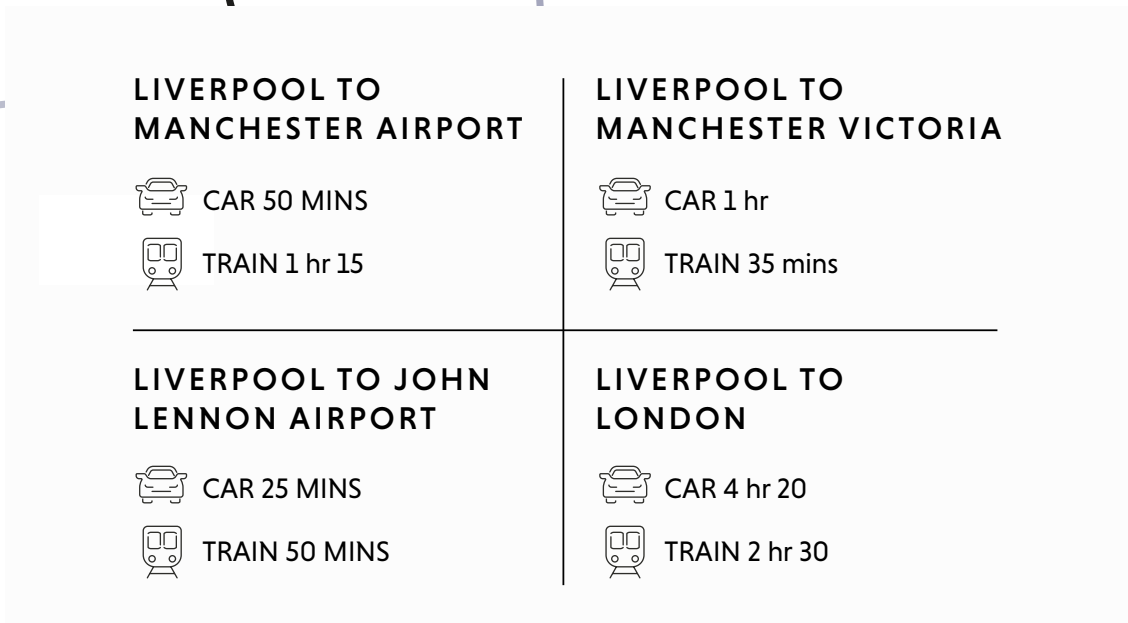 LIVERPOOL TO
MANCHESTER AIRPORT
CAR 50 MINS
TRAIN 1 hr 15
LIVERPOOL TO
MANCHESTER VICTORIA
CAR 1 hr
TRAIN 35 mins
LIVERPOOL TO JOHN
LENNON AIRPORT
CAR 25 MINS
TRAIN 50 MINS
LIVERPOOL TO
LONDON
CAR 4 hr 20
TRAIN 2 hr 30